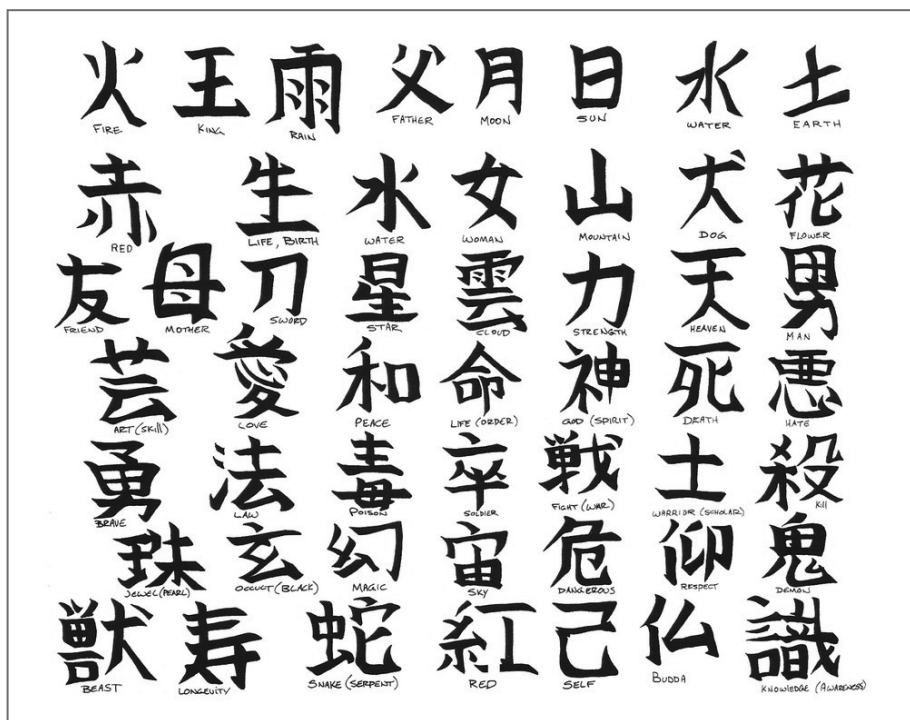 火 王 雨 父 月 日 水 土
FIRE KING RAIN FATHER MOON SUN WATER EARTH
赤 生 水 女 山 犬 花
RED LIFE, BIRTH WATER WOMAN MOUNTAIN DOG FLOWER
友 母 刀 星 雲 力 天 男
FRIEND MOTHER SWORD STAR CLOUD STRENGTH HEAVEN MAN
芸 愛 和 命 神 死 悪
ART (SKILL) LOVE PEACE LIFE (ORDER) GOD (SPIRIT) DEATH HATE
勇 法 毒 卒 戦 士 殺
BRAVE LAW POISON SOLDIER FIGHT (WAR) WARRIOR (SCHOLAR) KILL
珠 玄 幻 宙 危 仰 鬼
JEWEL (PEARL) OCCULT (BLACK) MAGIC SKY DANGEROUS RESPECT DEMON
獣 寿 蛇 紅 己 仏 識
BEAST LONGEVITY SNAKE (SERPENT) RED SELF BUDDA KNOWLEDGE (AWARENESS)